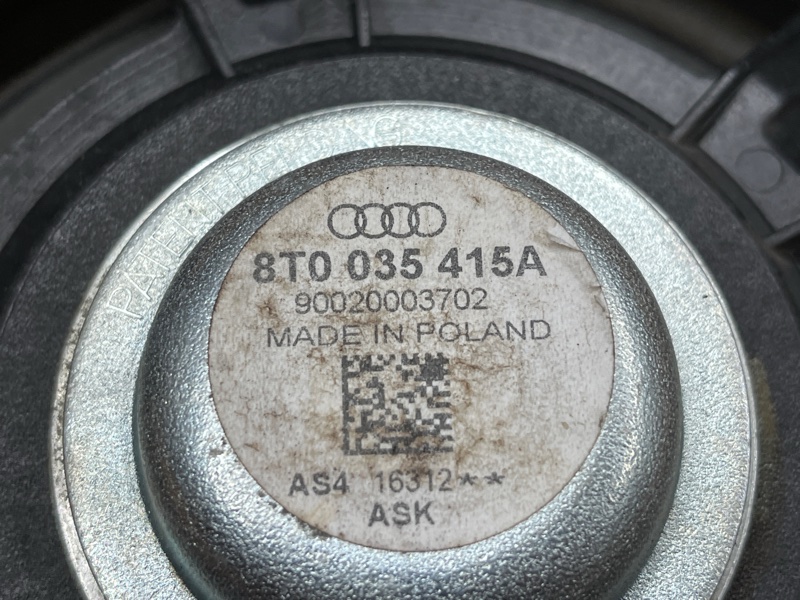 8T0 035 415A
90020003702
MADE IN POLAND
AS4 16312**
ASK